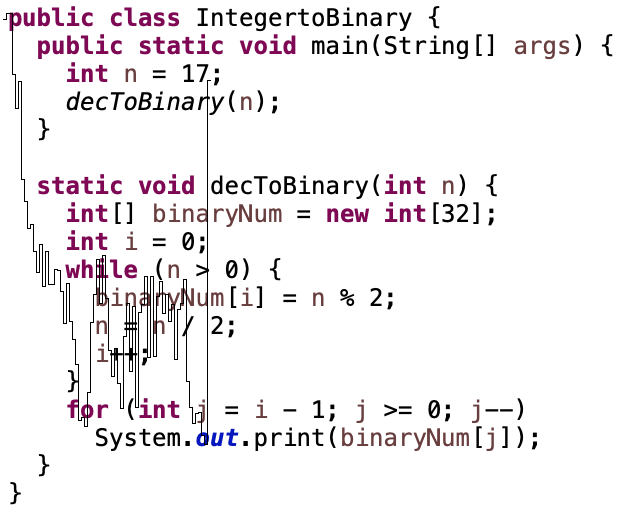 public class IntegertoBinary {
  public static void main(String[] args) {
    int n = 17;
    decToBinary(n);
  }

  static void decToBinary(int n) {
    int[] binaryNum = new int[32];
    int i = 0;
    while (n > 0) {
      binaryNum[i] = n % 2;
      n = n / 2;
      i++;
    }
    for (int j = i - 1; j >= 0; j--)
      System.out.print(binaryNum[j]);
  }
}